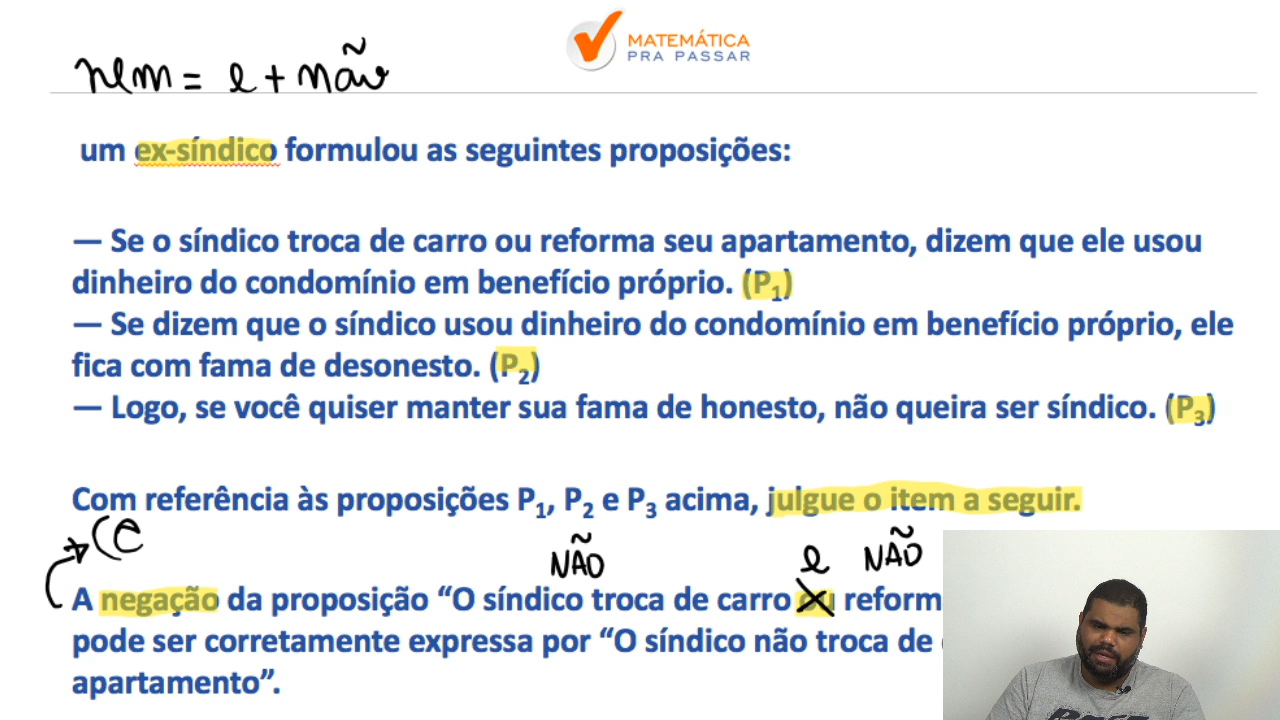 MATEMÁTICA
PRA PASSAR
nem = e + não
um ex-síndico formulou as seguintes proposições:
— Se o síndico troca de carro ou reforma seu apartamento, dizem que ele usou
dinheiro do condomínio em benefício próprio. (P1)
— Se dizem que o síndico usou dinheiro do condomínio em benefício próprio, ele
fica com fama de desonesto. (P2)
— Logo, se você quiser manter sua fama de honesto, não queira ser síndico. (P3)
Com referência às proposições P1, P2 e P3 acima, julgue o item a seguir.
NÃO e NÃO
A negação da proposição “O síndico troca de carro ou reform
pode ser corretamente expressa por “O síndico não troca de
apartamento”.